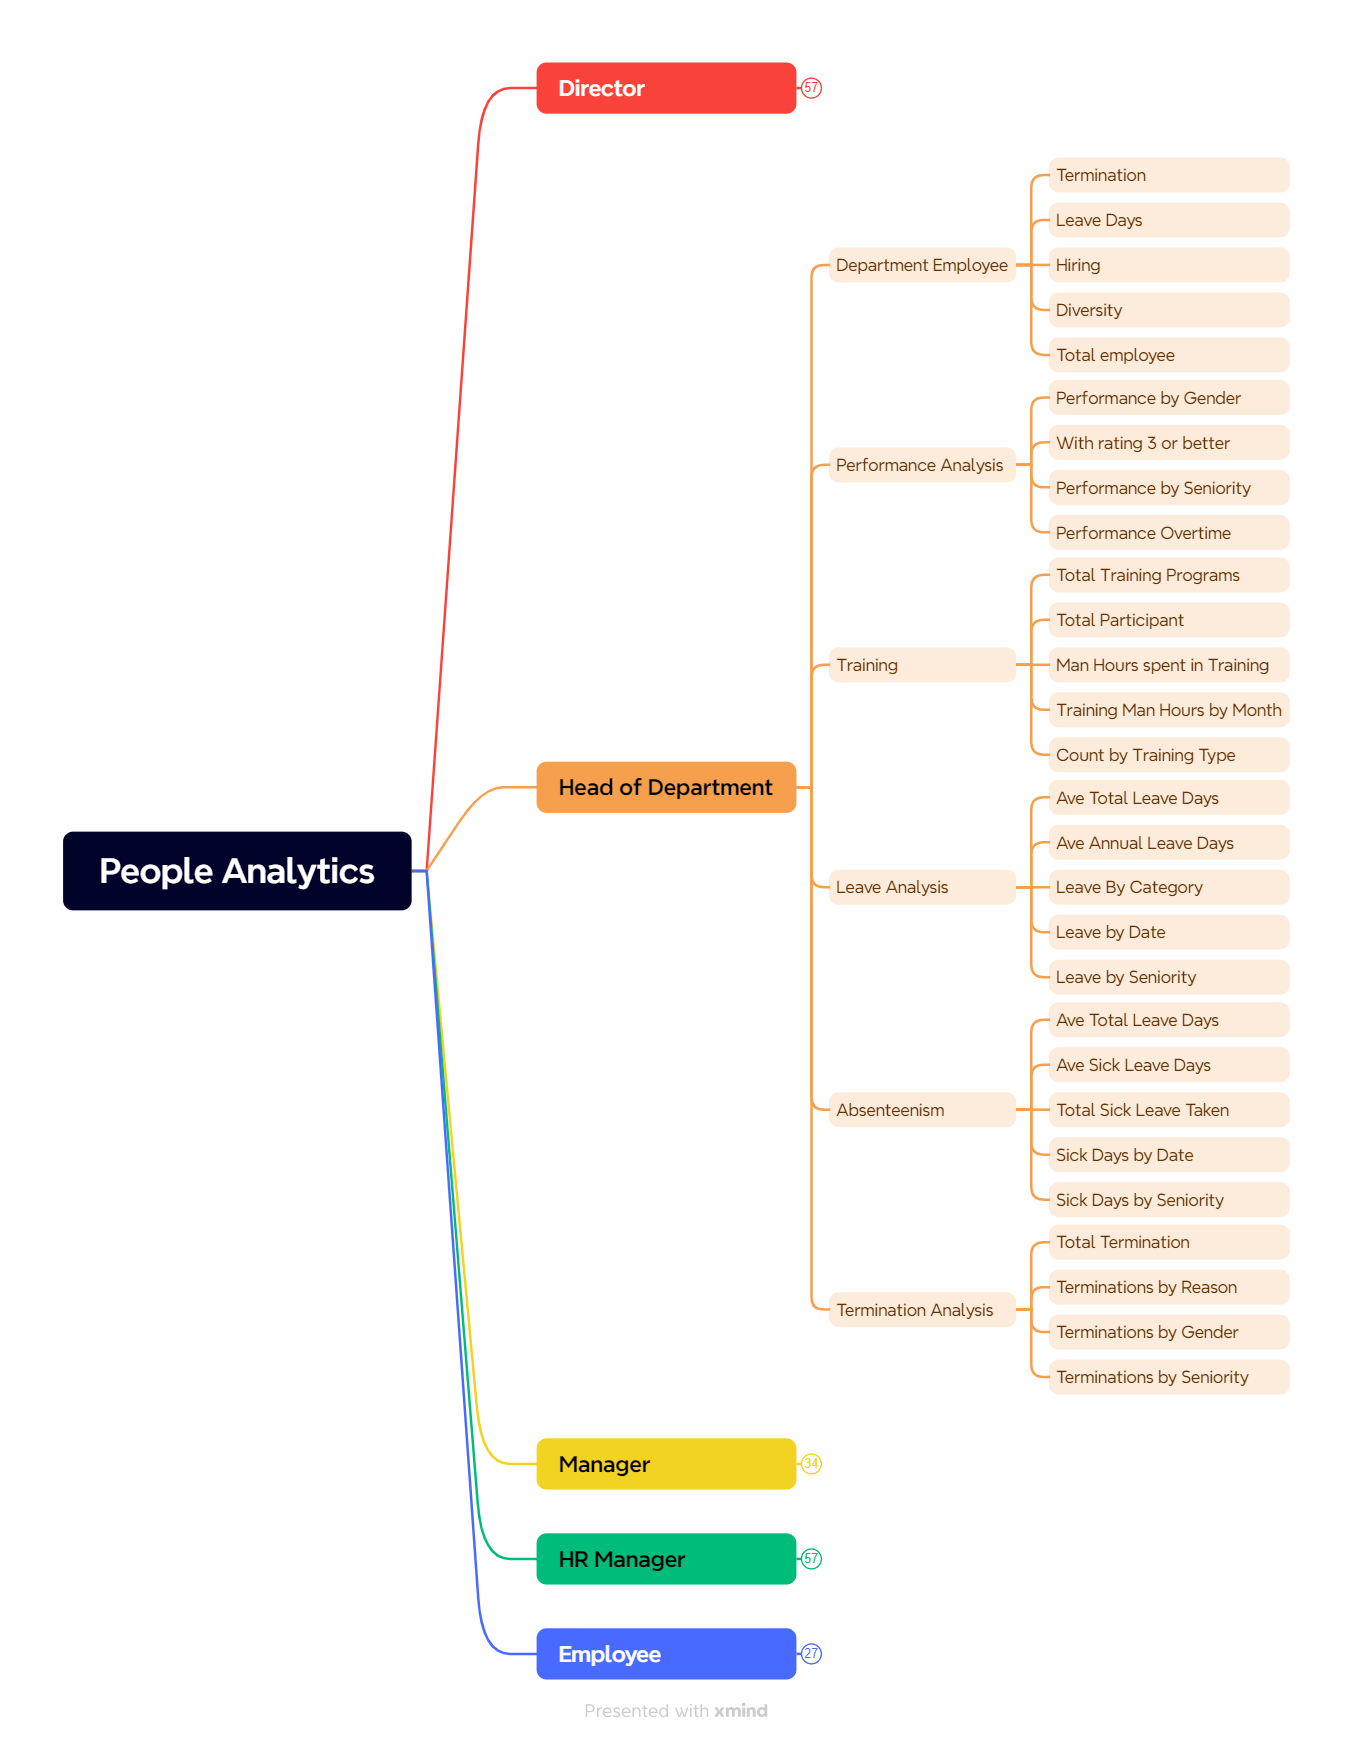 Director
57
Termination
Leave Days
Department Employee
Hiring
Diversity
Total employee
Performance by Gender
With rating 3 or better
Performance Analysis
Performance by Seniority
Performance Overtime
Total Training Programs
Total Participant
Training
Man Hours spent in Training
Training Man Hours by Month
Count by Training Type
Head of Department
Ave Total Leave Days
Ave Annual Leave Days
People Analytics
Leave Analysis
Leave By Category
Leave by Date
Leave by Seniority
Ave Total Leave Days
Ave Sick Leave Days
Absenteenism
Total Sick Leave Taken
Sick Days by Date
Sick Days by Seniority
Total Termination
Terminations by Reason
Termination Analysis
Terminations by Gender
Terminations by Seniority
Manager
34
HR Manager
57
Employee
27
Presented with xmind